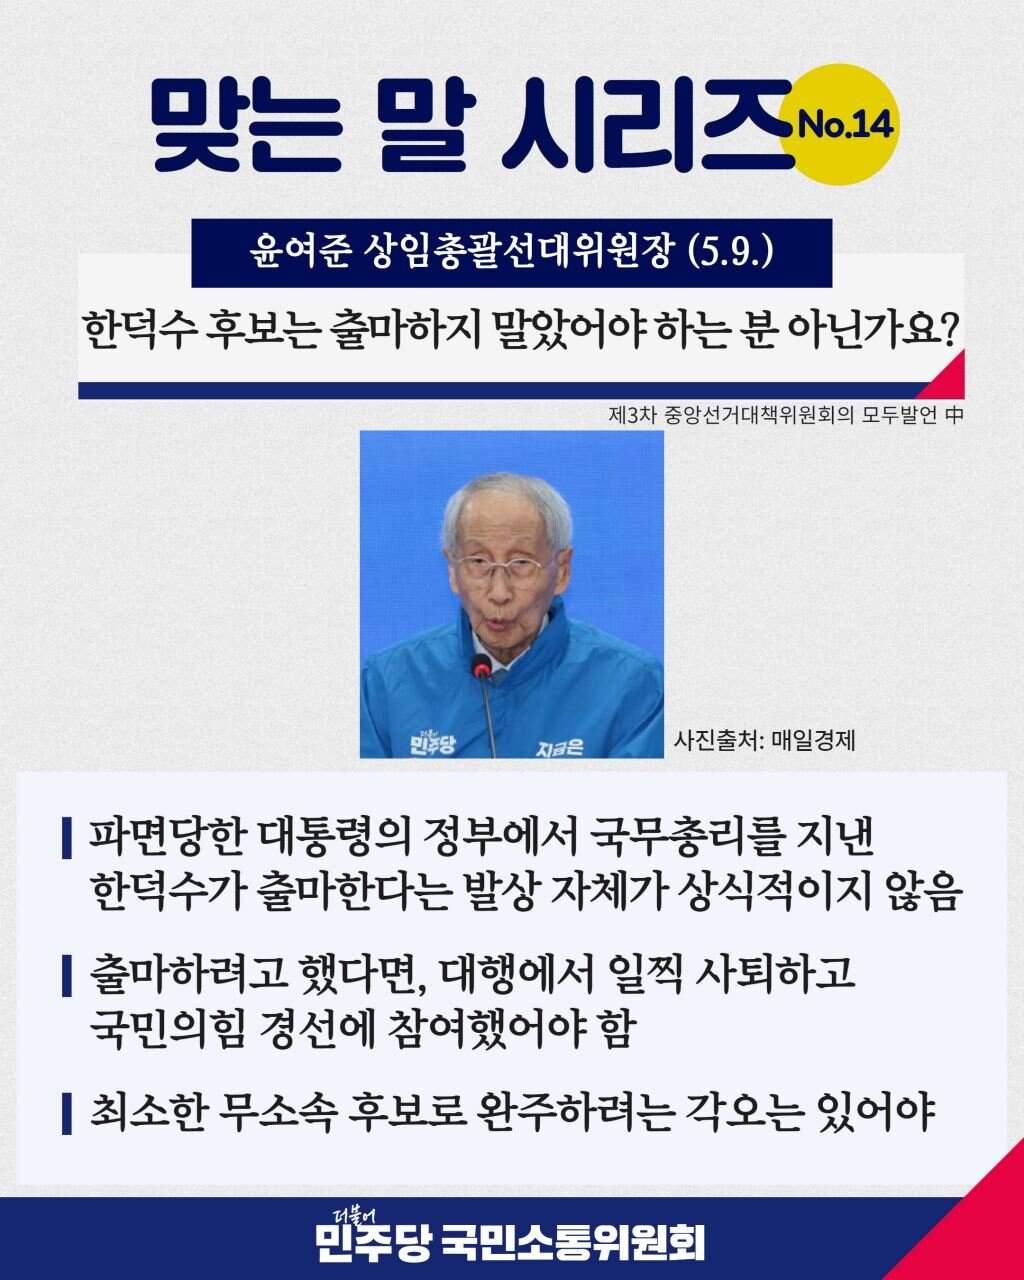 맞는 말 시리즈 No.14
윤여준 상임총괄선대위원장 (5.9.)
한덕수 후보는 출마하지 말았어야 하는 분 아닌가요?
제3차 중앙선거대책위원회의 모두발언 中
더불어
민주당
지금은
사진출처: 매일경제
파면당한 대통령의 정부에서 국무총리를 지낸
한덕수가 출마한다는 발상 자체가 상식적이지 않음
출마하려고 했다면, 대행에서 일찍 사퇴하고
국민의힘 경선에 참여했어야 함
최소한 무소속 후보로 완주하려는 각오는 있어야
더불어
민주당 국민소통위원회